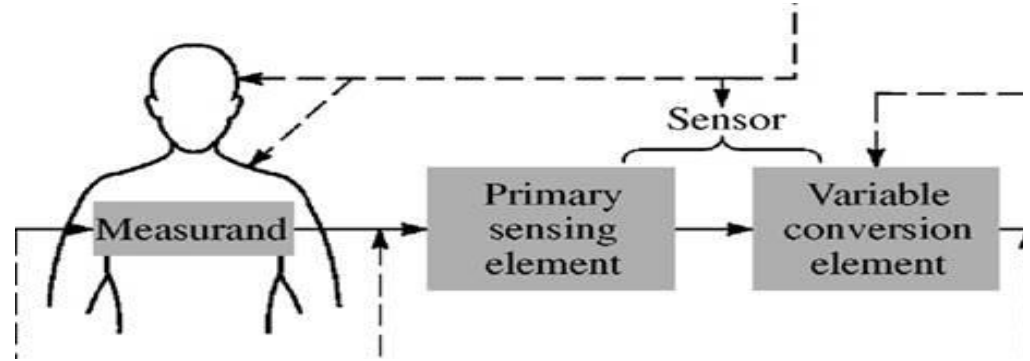 Sensor
Measurand
Primary
sensing
element
Variable
conversion
element